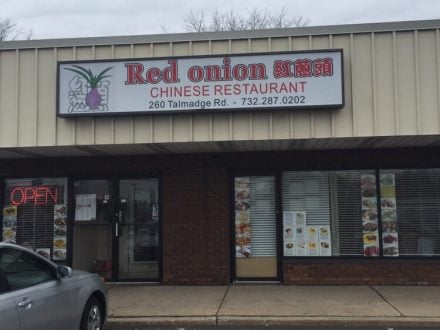 Red onion 紅蔥頭
CHINESE RESTAURANT
260 Talmadge Rd. - 732.287.0202
OPEN